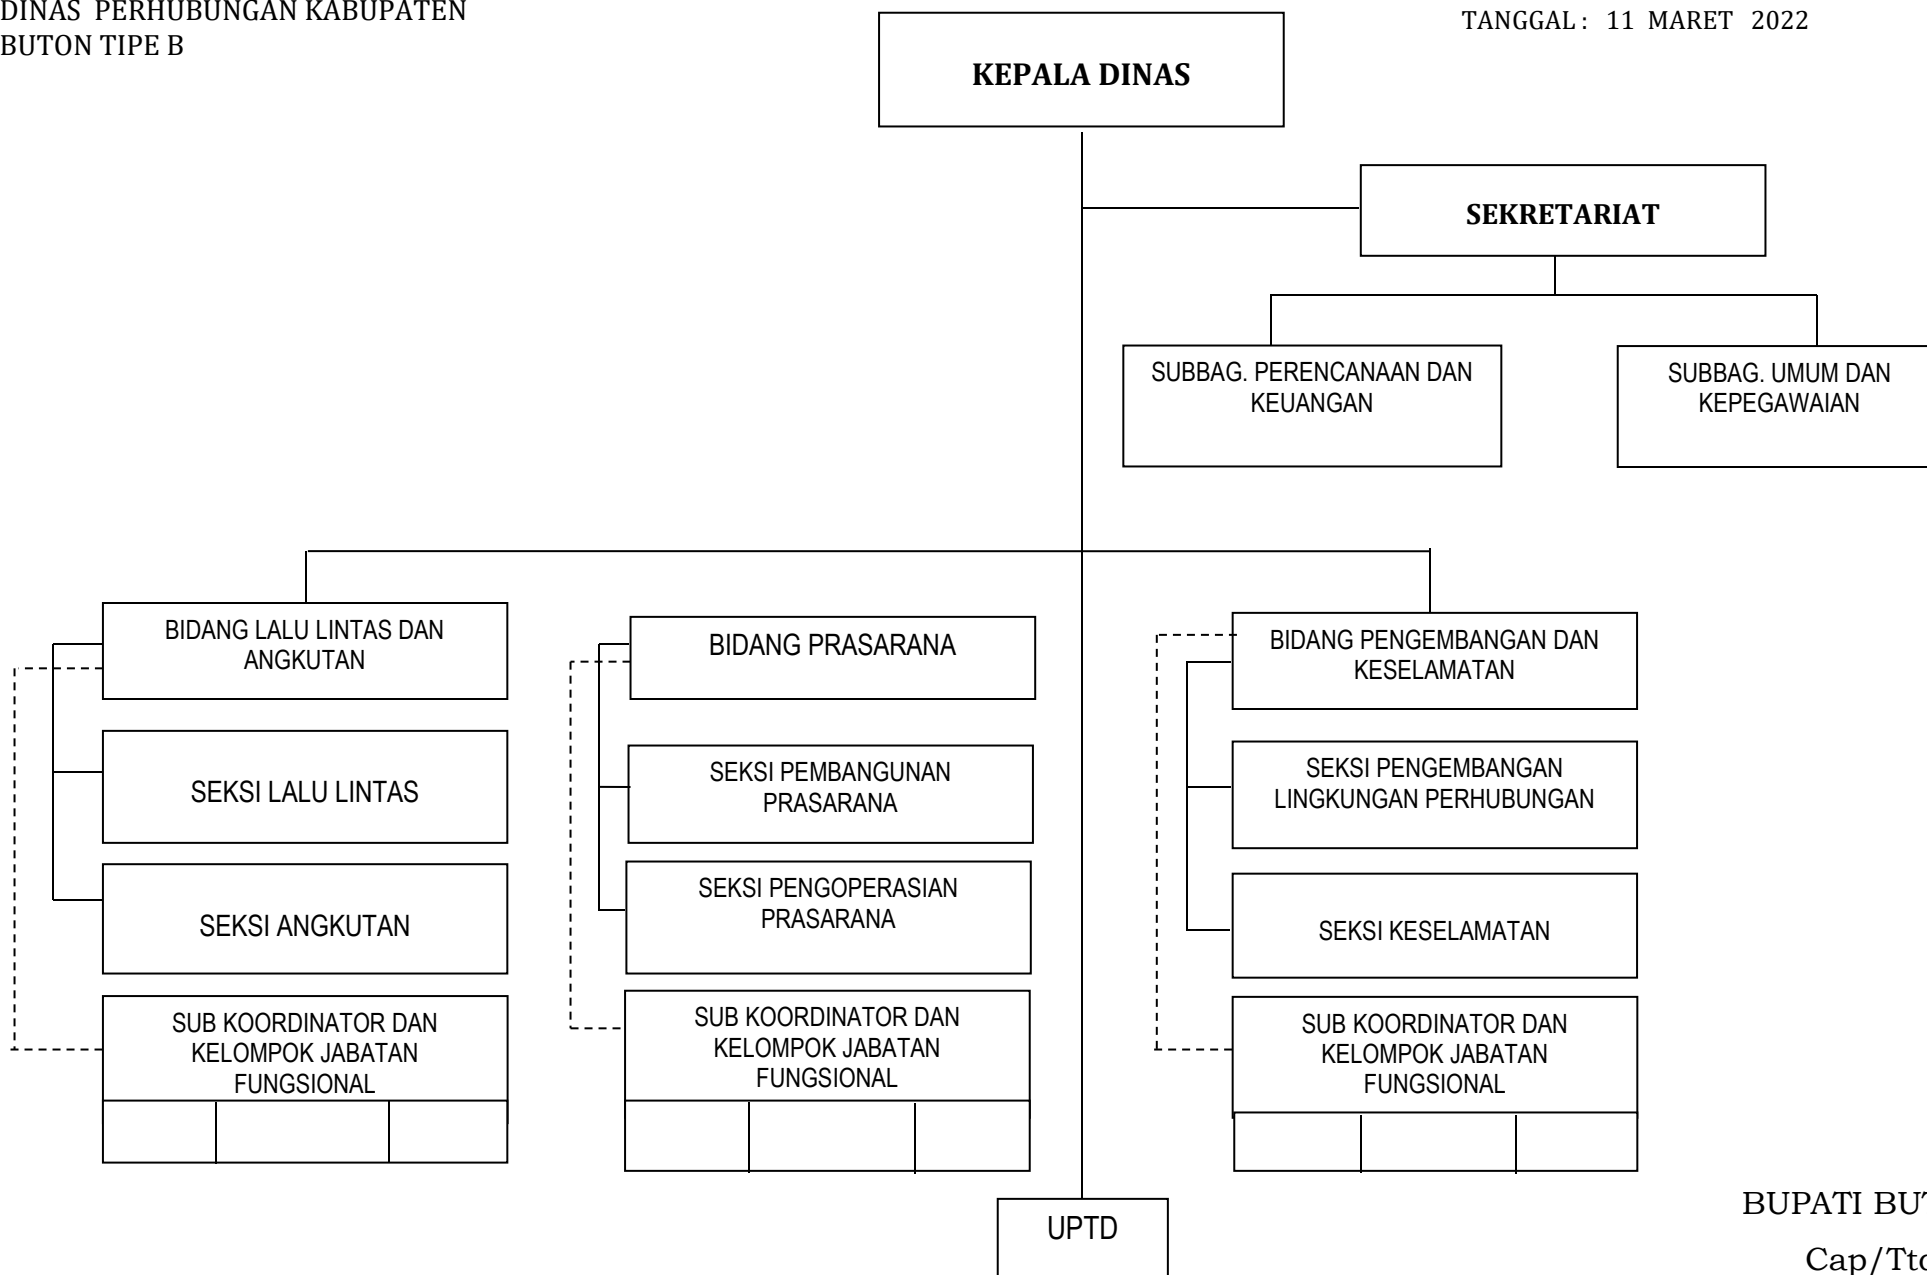 DINAS PERHUBUNGAN KABUPATEN
BUTON TIPE B
TANGGAL : 11 MARET 2022
KEPALA DINAS
SEKRETARIAT
SUBBAG. PERENCANAAN DAN
KEUANGAN
SUBBAG. UMUM DAN
KEPEGAWAIAN
BIDANG LALU LINTAS DAN
ANGKUTAN
SEKSI LALU LINTAS
SEKSI ANGKUTAN
SUB KOORDINATOR DAN
KELOMPOK JABATAN
FUNGSIONAL
BIDANG PRASARANA
SEKSI PEMBANGUNAN
PRASARANA
SEKSI PENGOPERASIAN
PRASARANA
SUB KOORDINATOR DAN
KELOMPOK JABATAN
FUNGSIONAL
BIDANG PENGEMBANGAN DAN
KESELAMATAN
SEKSI PENGEMBANGAN
LINGKUNGAN PERHUBUNGAN
SEKSI KESELAMATAN
SUB KOORDINATOR DAN
KELOMPOK JABATAN
FUNGSIONAL
UPTD
BUPATI
Cap/